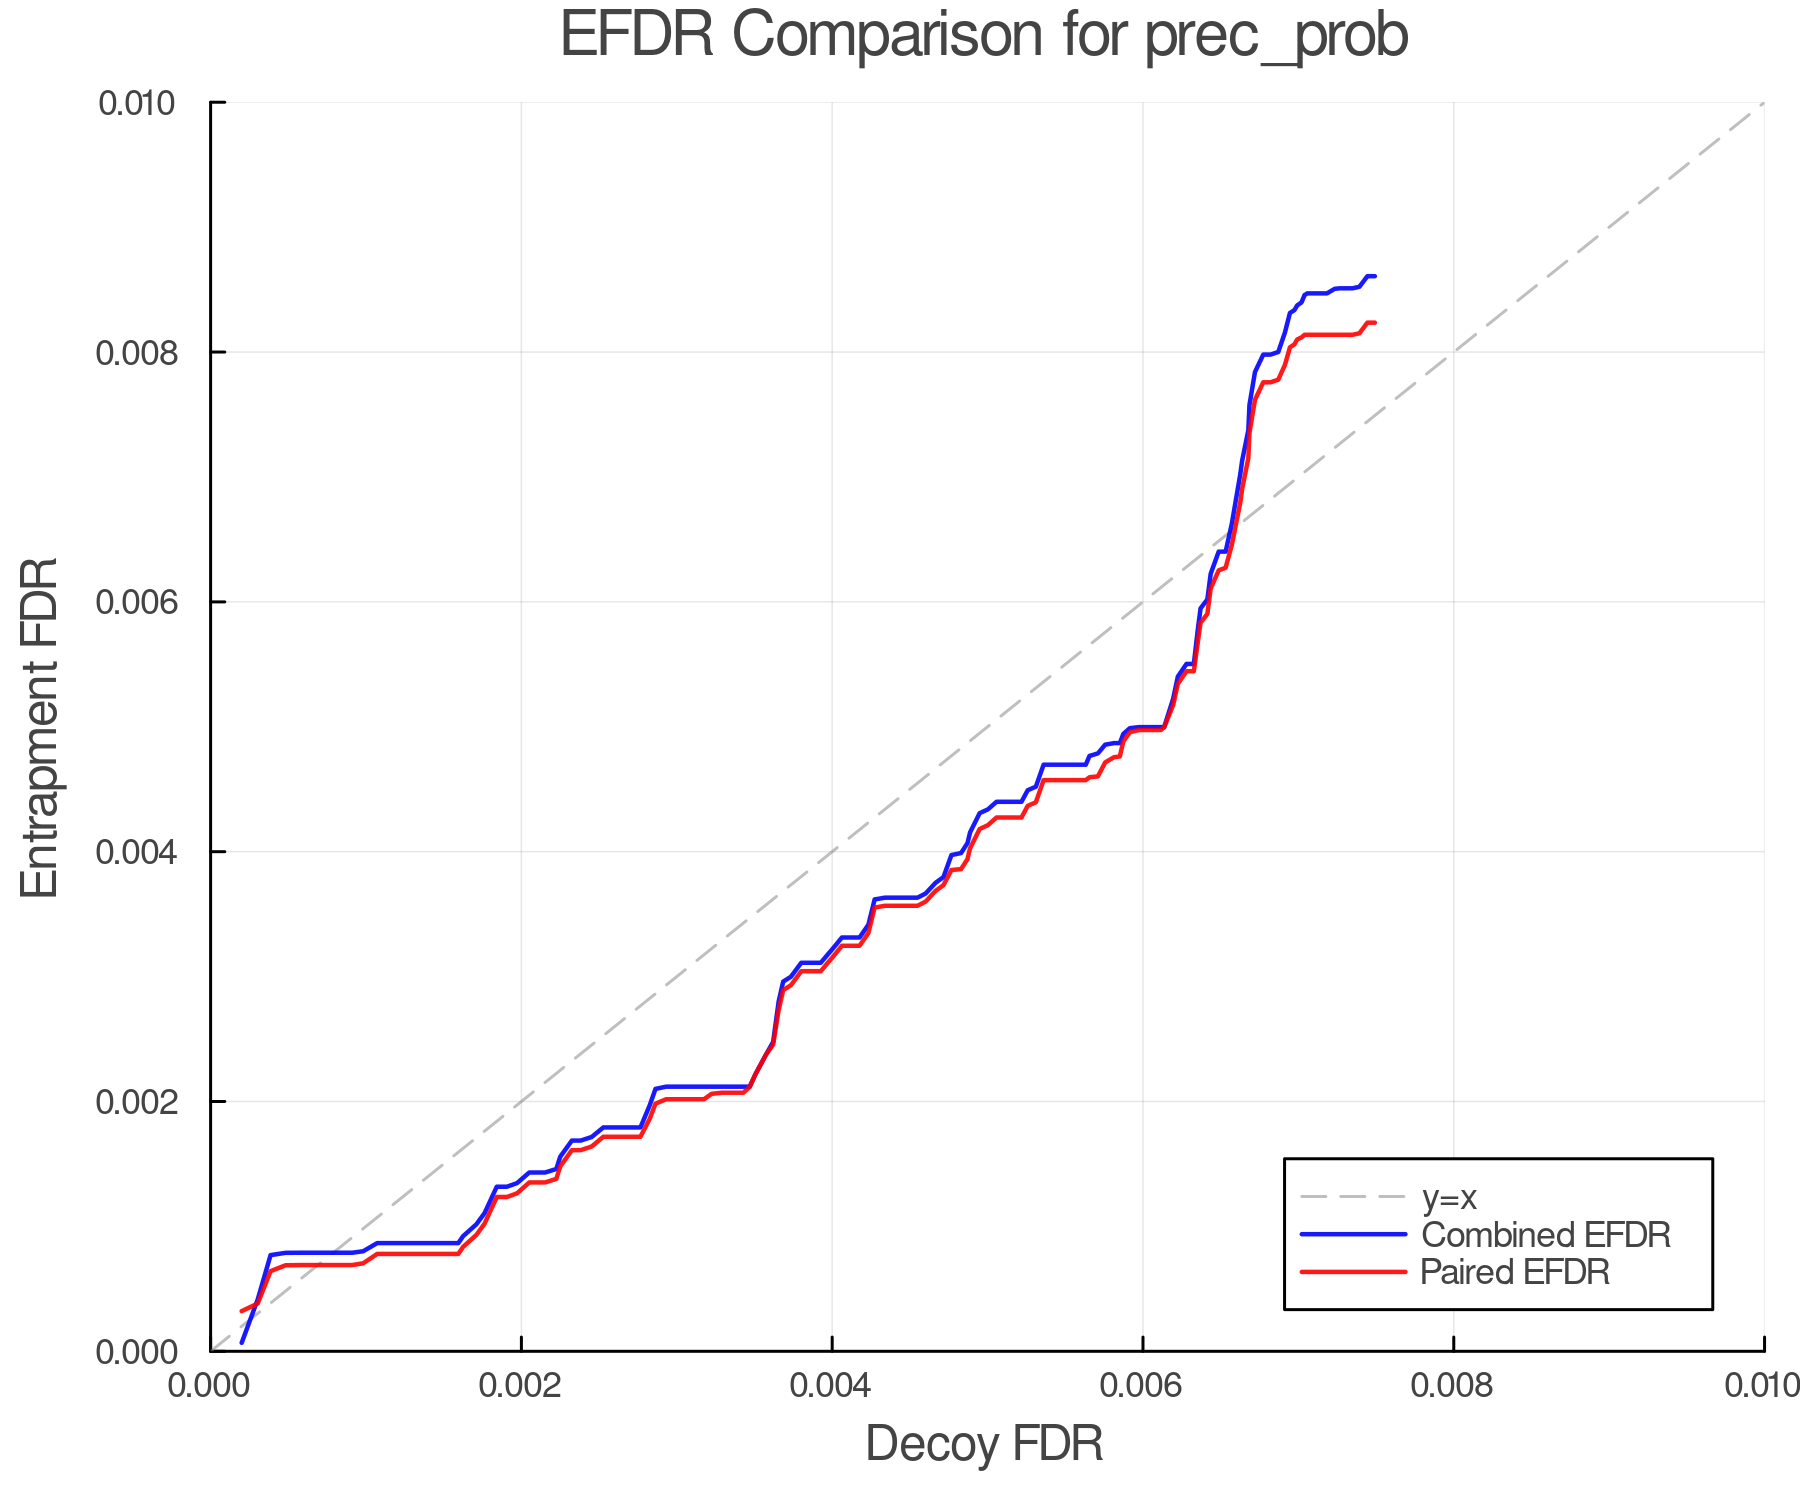 EFDR Comparison for prec_prob
0.010
0.008
0.006
0.004
0.002
0.000
Entrapment FDR
0.000 0.002 0.004 0.006 0.008 0.010
Decoy FDR
y=x
Combined EFDR
Paired EFDR